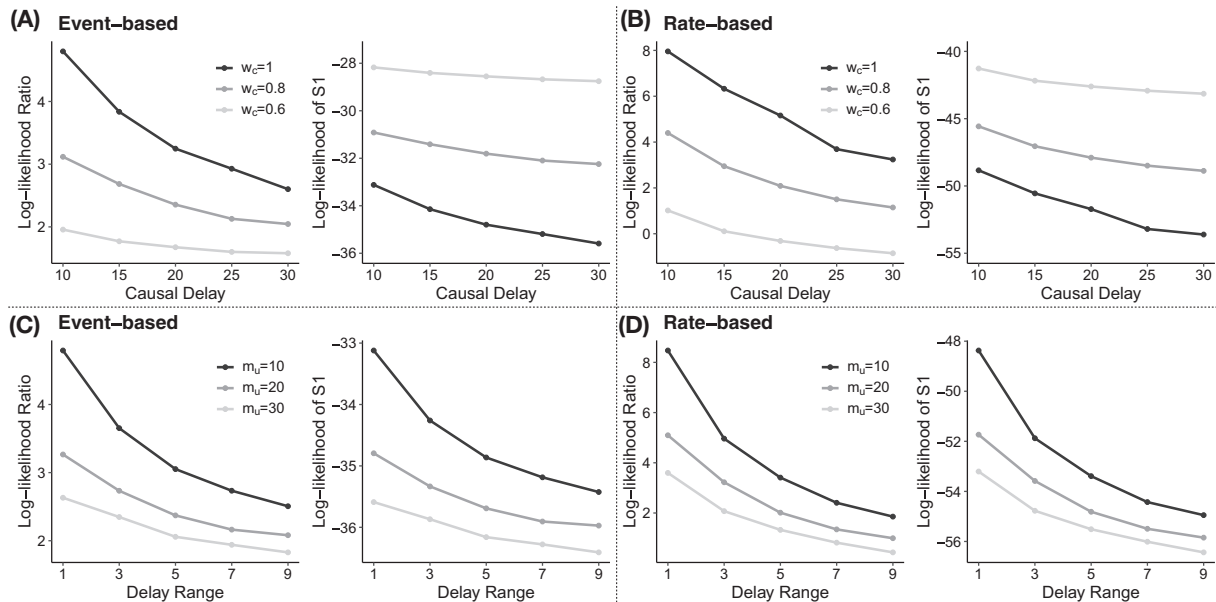 (A) Event–based
Log–likelihood Ratio
4
3
2
w_c=1
w_c=0.8
w_c=0.6
10 15 20 25 30
Causal Delay
Log–likelihood of S1
–28
–30
–32
–34
–36
10 15 20 25 30
Causal Delay
(B) Rate–based
Log–likelihood Ratio
8
6
4
2
0
w_c=1
w_c=0.8
w_c=0.6
10 15 20 25 30
Causal Delay
Log–likelihood of S1
–40
–45
–50
–55
10 15 20 25 30
Causal Delay
(C) Event–based
Log–likelihood Ratio
4
3
2
m_u=10
m_u=20
m_u=30
1 3 5 7 9
Delay Range
Log–likelihood of S1
–33
–34
–35
–36
1 3 5 7 9
Delay Range
(D) Rate–based
Log–likelihood Ratio
8
6
4
2
m_u=10
m_u=20
m_u=30
1 3 5 7 9
Delay Range
Log–likelihood of S1
–48
–50
–52
–54
–56
1 3 5 7 9
Delay Range